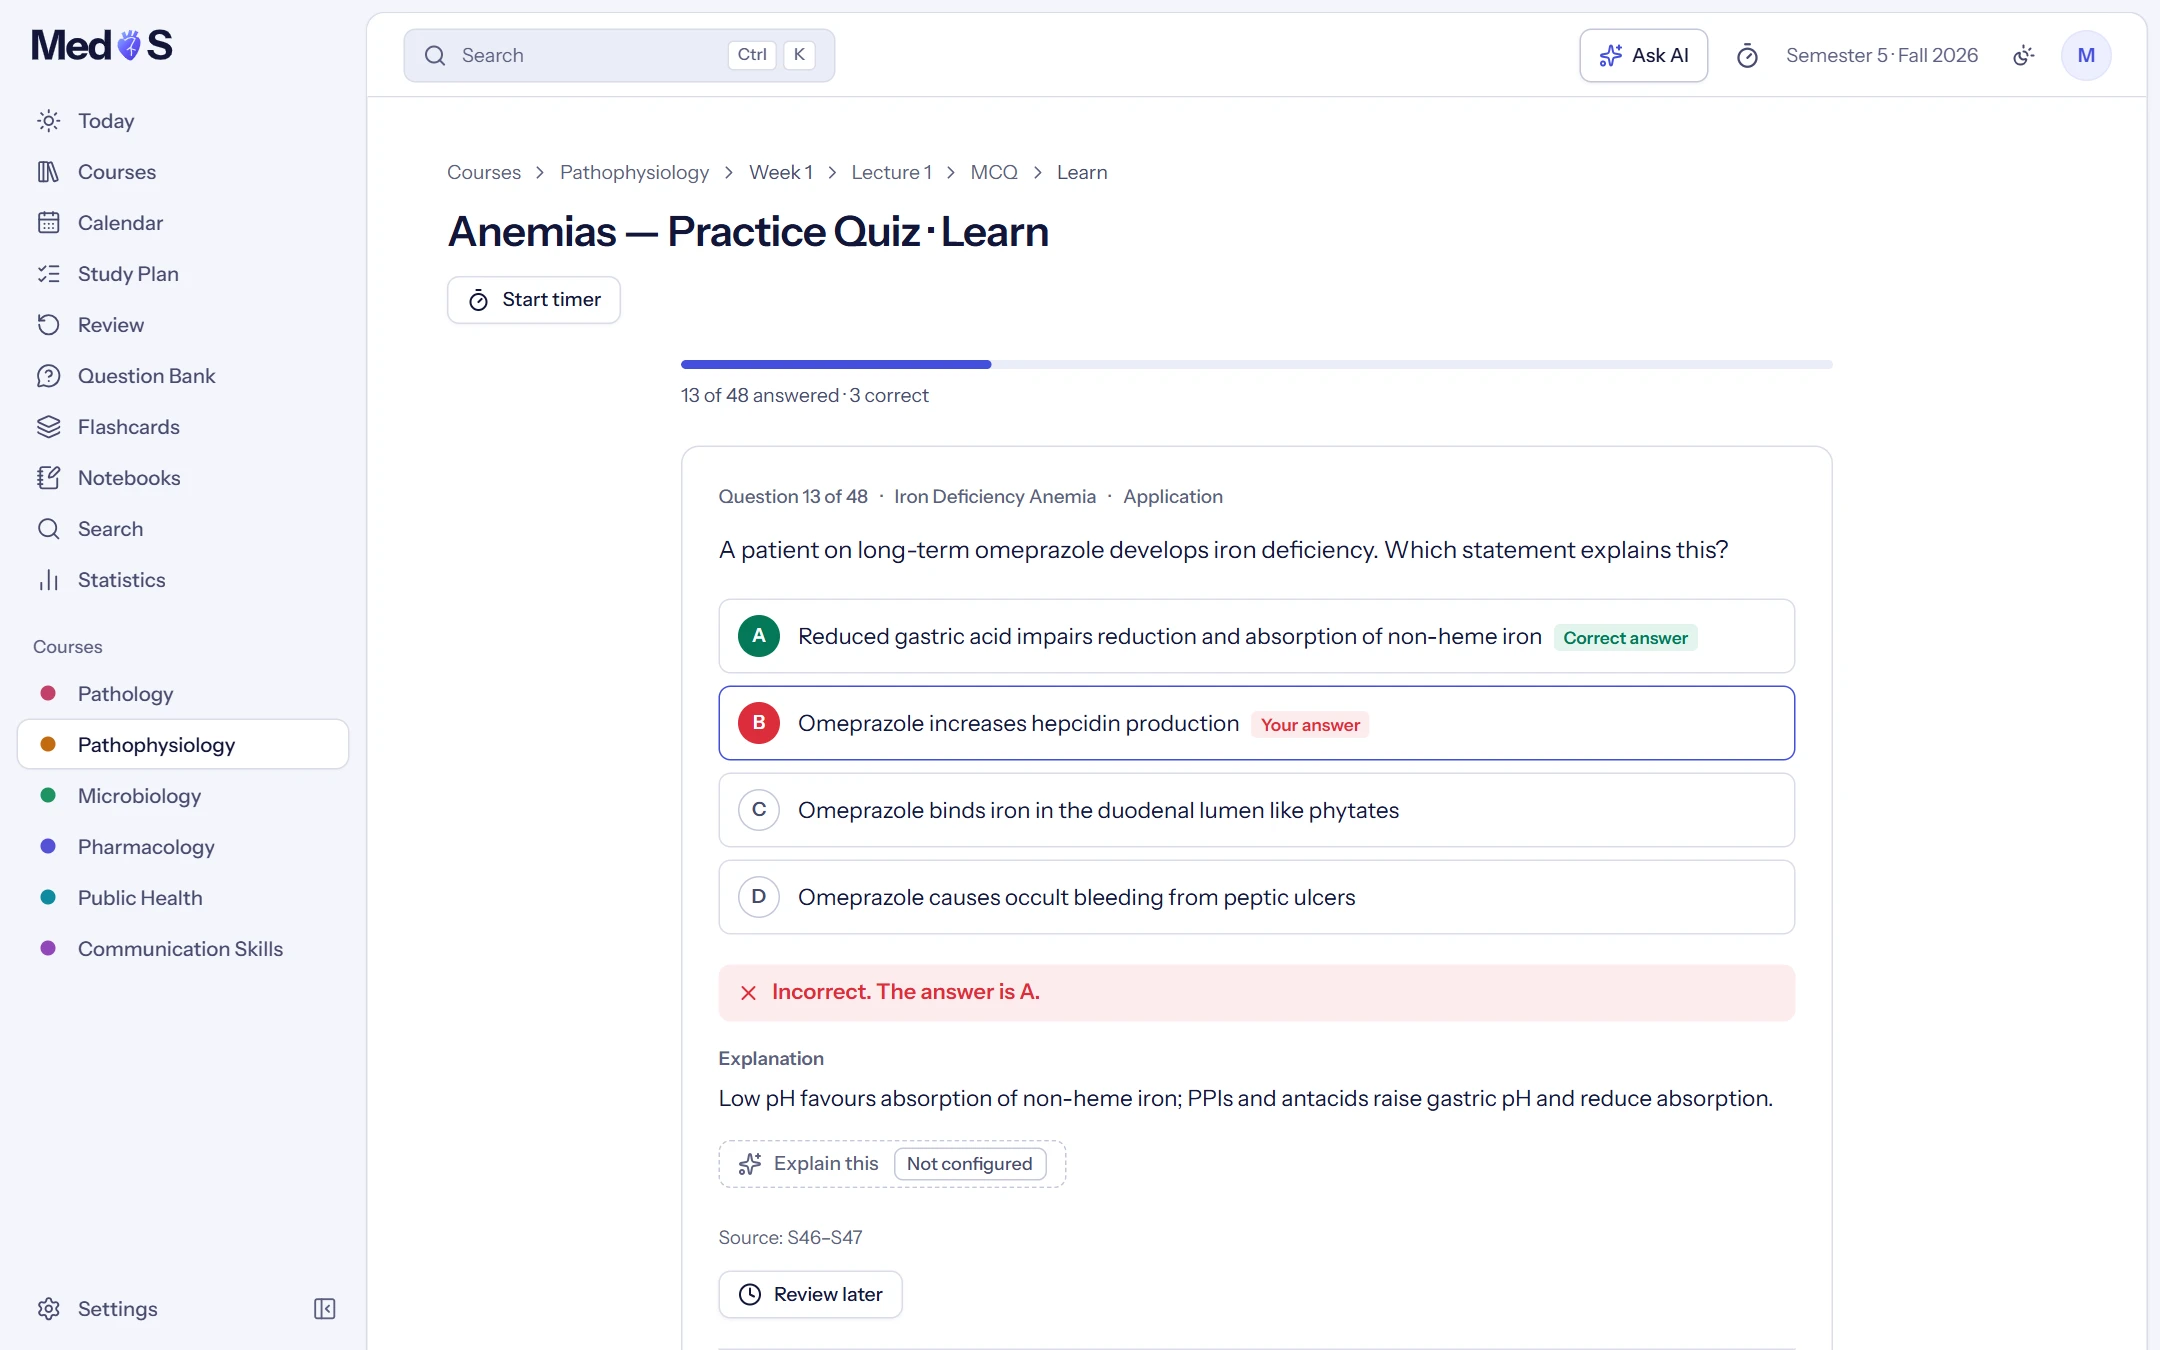 MedS
Today
Courses
Calendar
Study Plan
Review
Question Bank
Flashcards
Notebooks
Search
Statistics
Courses
Pathology
Pathophysiology
Microbiology
Pharmacology
Public Health
Communication Skills
Settings
Search Ctrl K
Ask AI Semester 5 · Fall 2026 M
Courses > Pathophysiology > Week 1 > Lecture 1 > MCQ > Learn
Anemias — Practice Quiz · Learn
Start timer
13 of 48 answered · 3 correct
Question 13 of 48 · Iron Deficiency Anemia · Application
A patient on long-term omeprazole develops iron deficiency. Which statement explains this?
A Reduced gastric acid impairs reduction and absorption of non-heme iron Correct answer
B Omeprazole increases hepcidin production Your answer
C Omeprazole binds iron in the duodenal lumen like phytates
D Omeprazole causes occult bleeding from peptic ulcers
Incorrect. The answer is A.
Explanation
Low pH favours absorption of non-heme iron; PPIs and antacids raise gastric pH and reduce absorption.
Explain this Not configured
Source: S46–S47
Review later